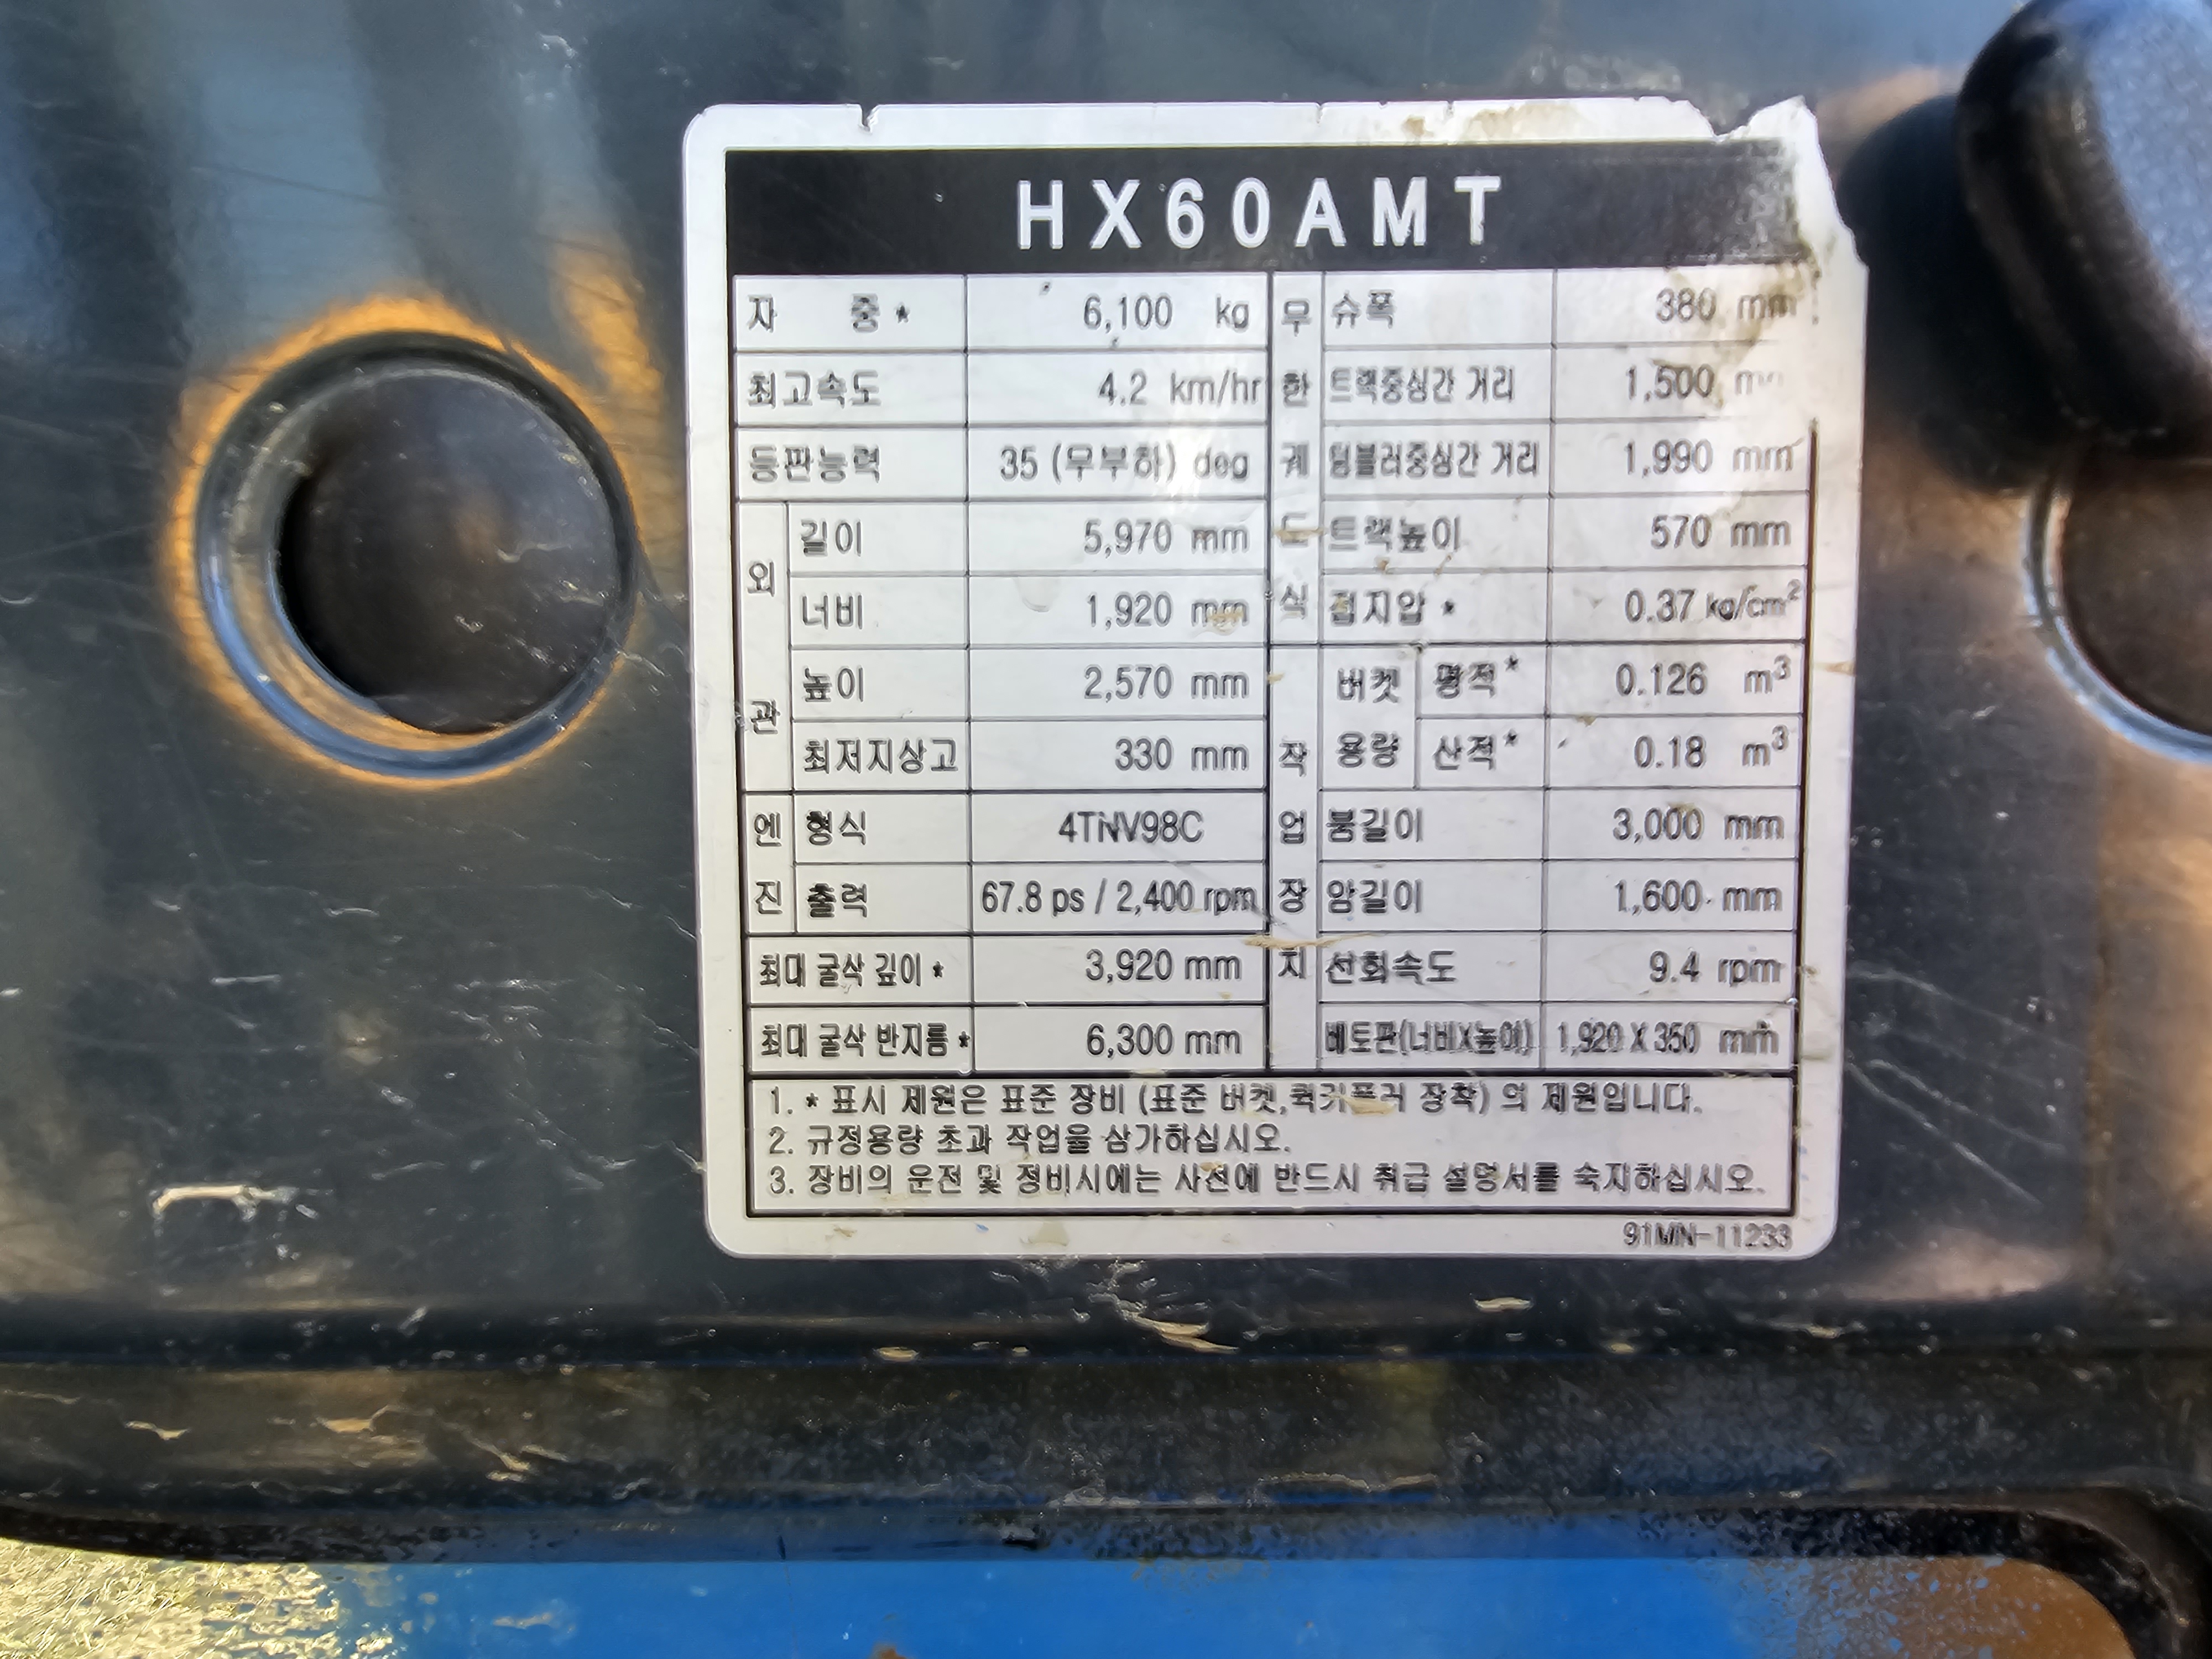 HX60AMT
자 중* 6,100 kg
최고속도 4.2 km/hr
등판능력 35 (무부하) deg
외관
길이 5,970 mm
너비 1,920 mm
높이 2,570 mm
최저지상고 330 mm
엔진
형식 4TNV98C
출력 67.8 ps / 2,400 rpm
최대 굴삭 깊이* 3,920 mm
최대 굴삭 반지름* 6,300 mm
무한궤도식
슈폭 380 mm
트랙중심간 거리 1,500 mm
텀블러중심간 거리 1,990 mm
트랙높이 570 mm
접지압* 0.37 kg/cm²
작업장치
버켓용량
평적* 0.126 m³
산적* 0.18 m³
붐길이 3,000 mm
암길이 1,600 mm
선회속도 9.4 rpm
배토판(너비X높이) 1,920 X 350 mm
1. * 표시 제원은 표준 장비 (표준 버켓,퀵커플러 장착) 의 제원입니다.
2. 규정용량 초과 작업을 삼가하십시오.
3. 장비의 운전 및 정비시에는 사전에 반드시 취급 설명서를 숙지하십시오.
91MN-11233